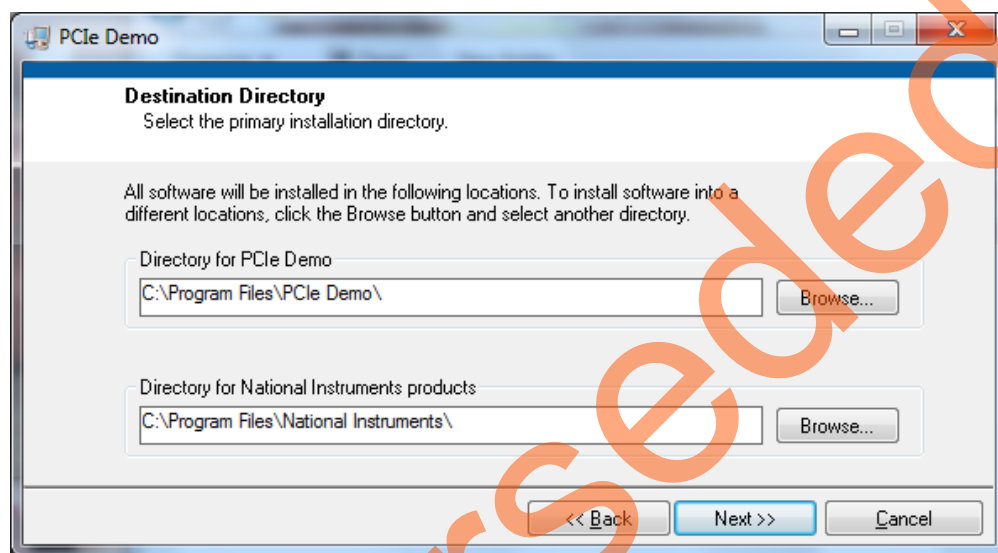 PCIe Demo
Destination Directory
Select the primary installation directory.
All software will be installed in the following locations. To install software into a
different locations, click the Browse button and select another directory.
Directory for PCIe Demo
C:\Program Files\PCIe Demo\
Browse...
Directory for National Instruments products
C:\Program Files\National Instruments\
Browse...
<< Back
Next >>
Cancel